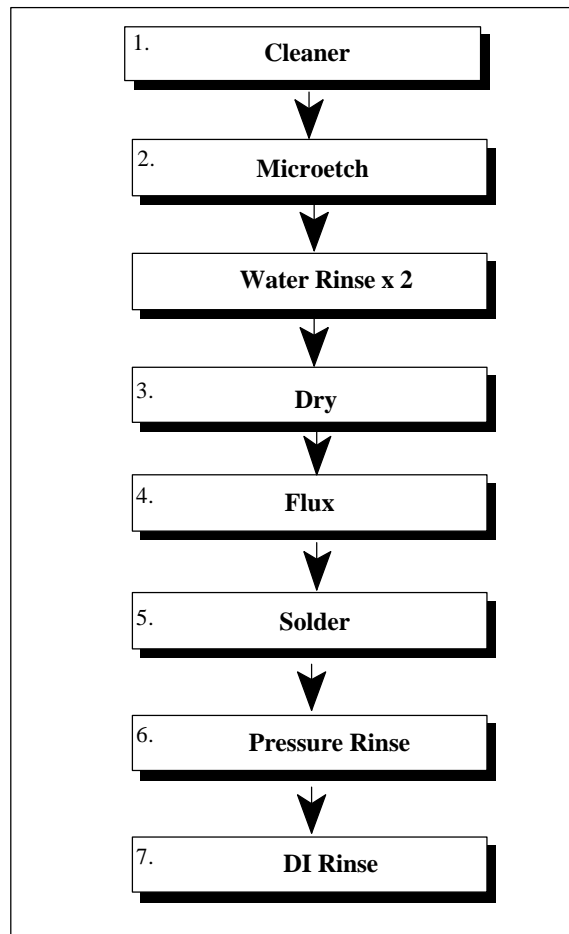 1. Cleaner
2. Microetch
Water Rinse x 2
3. Dry
4. Flux
5. Solder
6. Pressure Rinse
7. DI Rinse